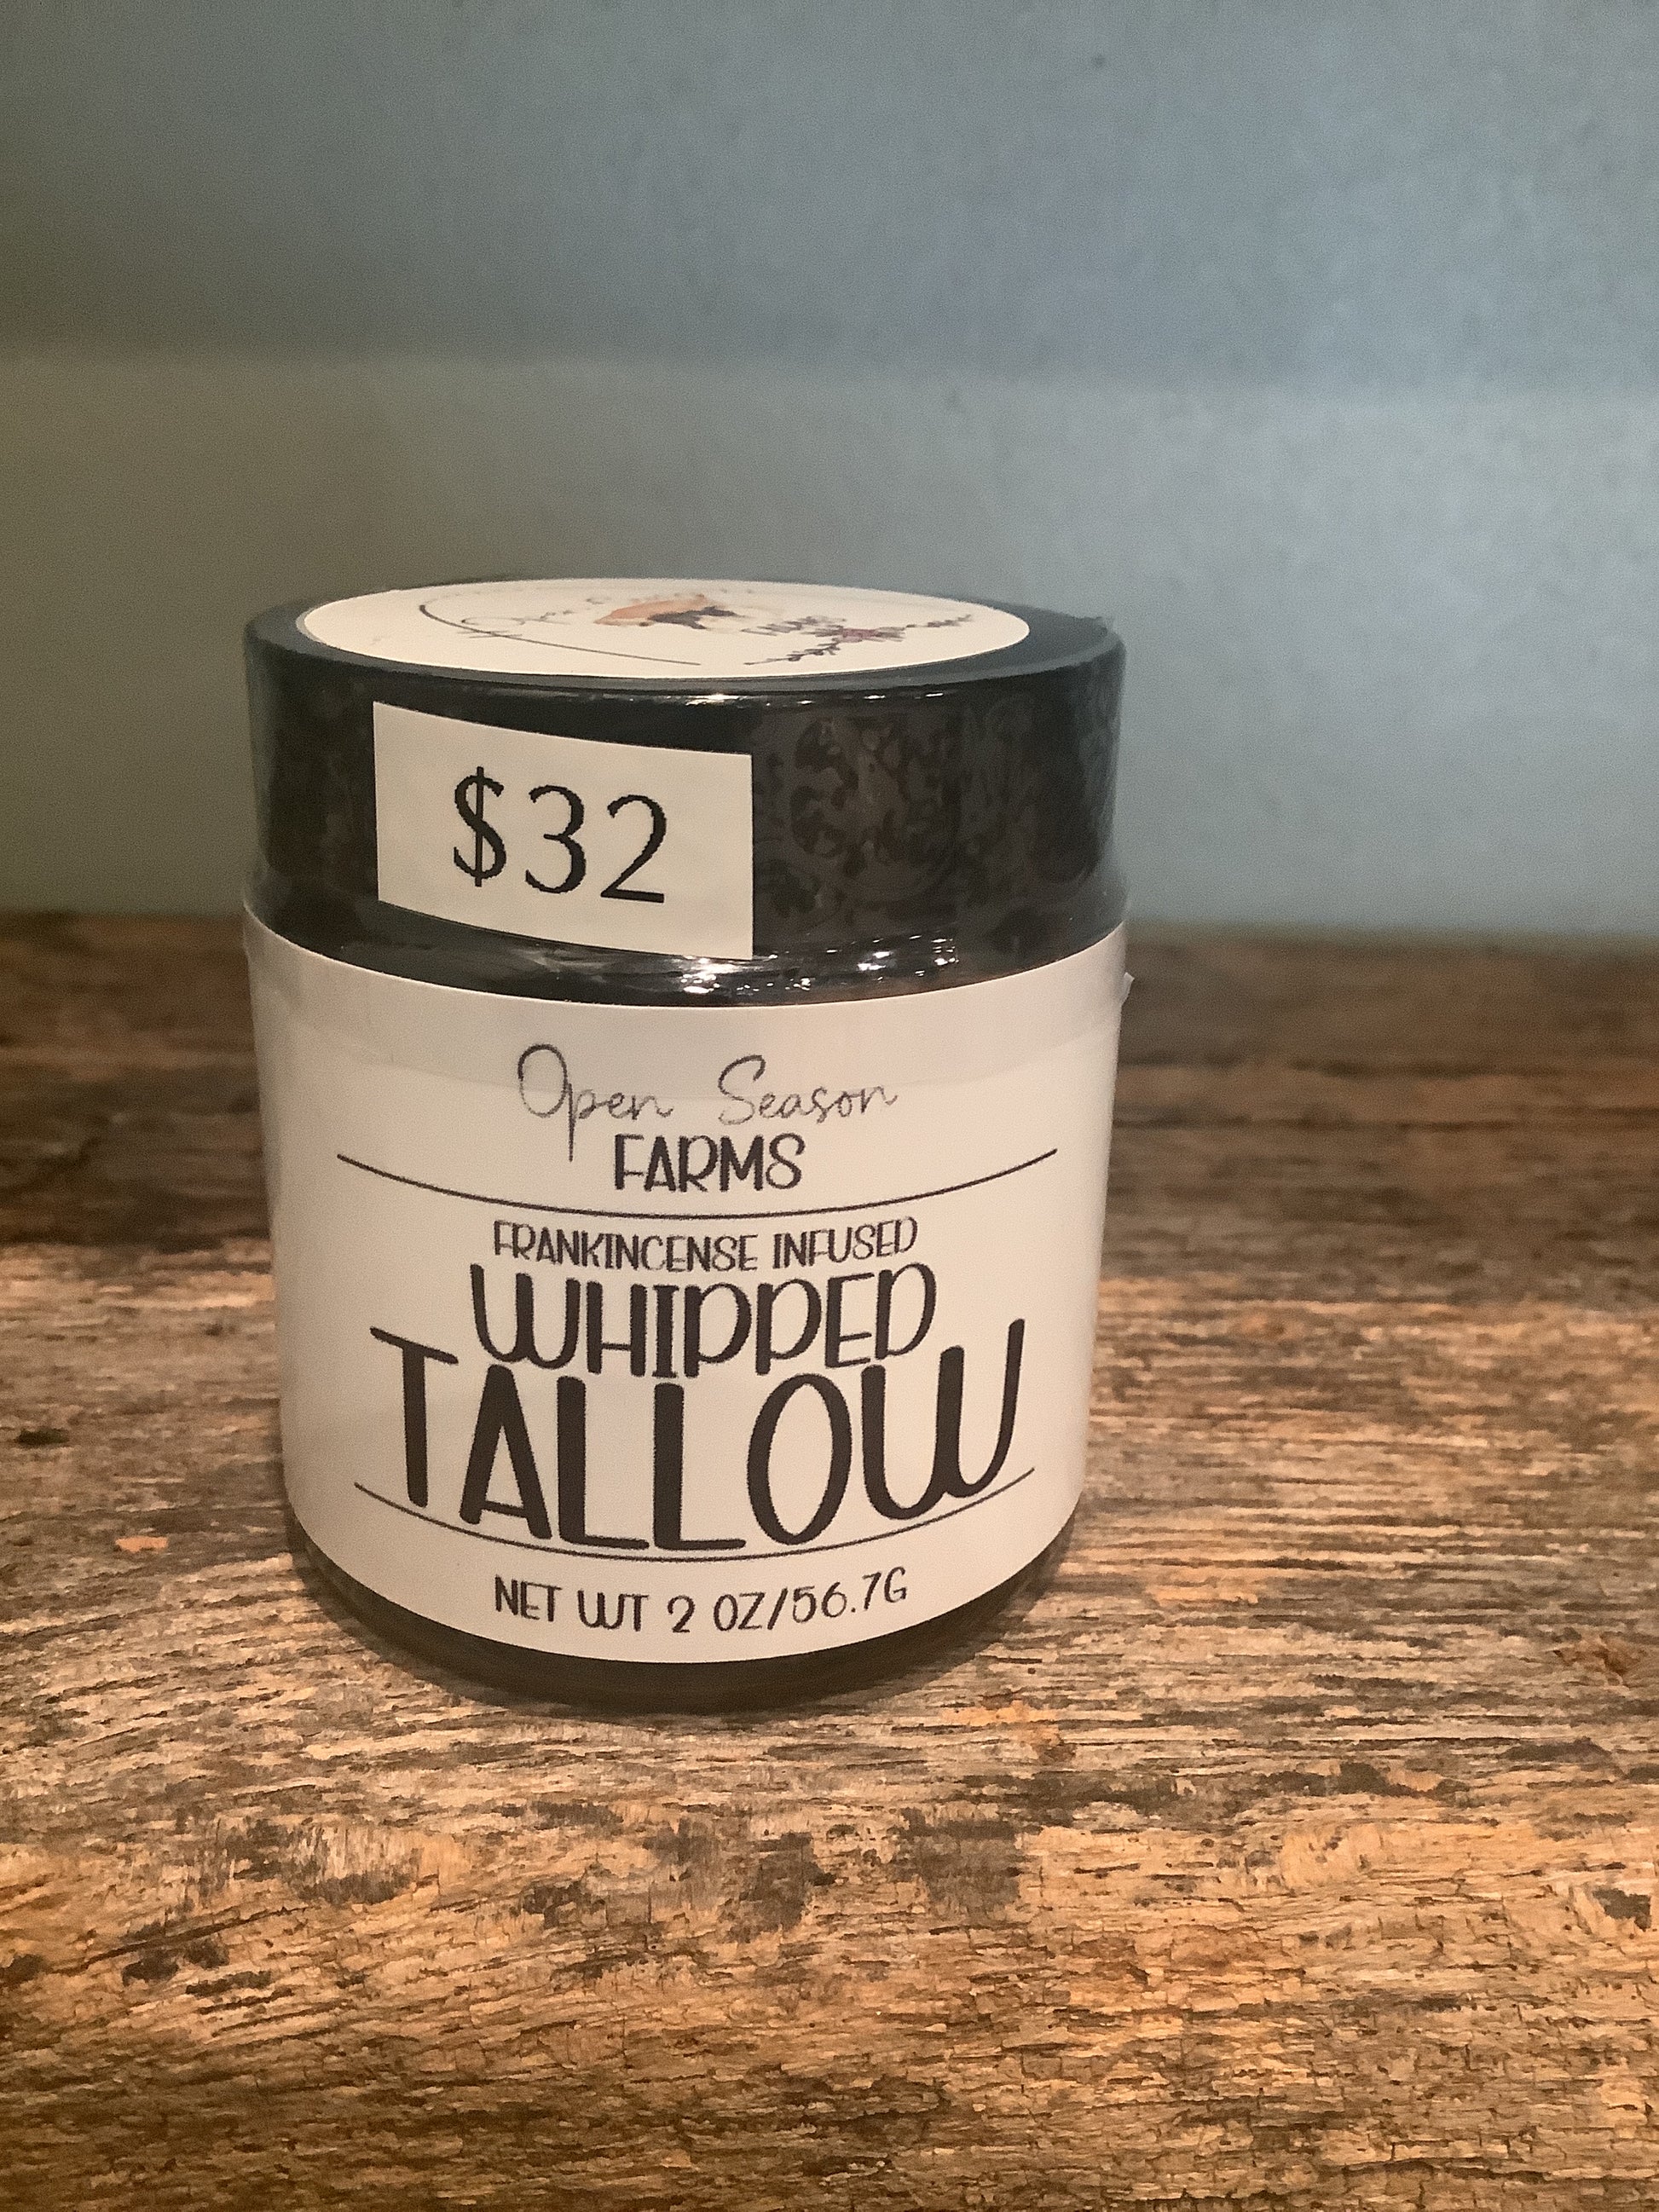 $32
Open Season
FARMS
FRANKINCENSE INFUSED
WHIPPED
TALLOW
NET WT 2 OZ/56.7G